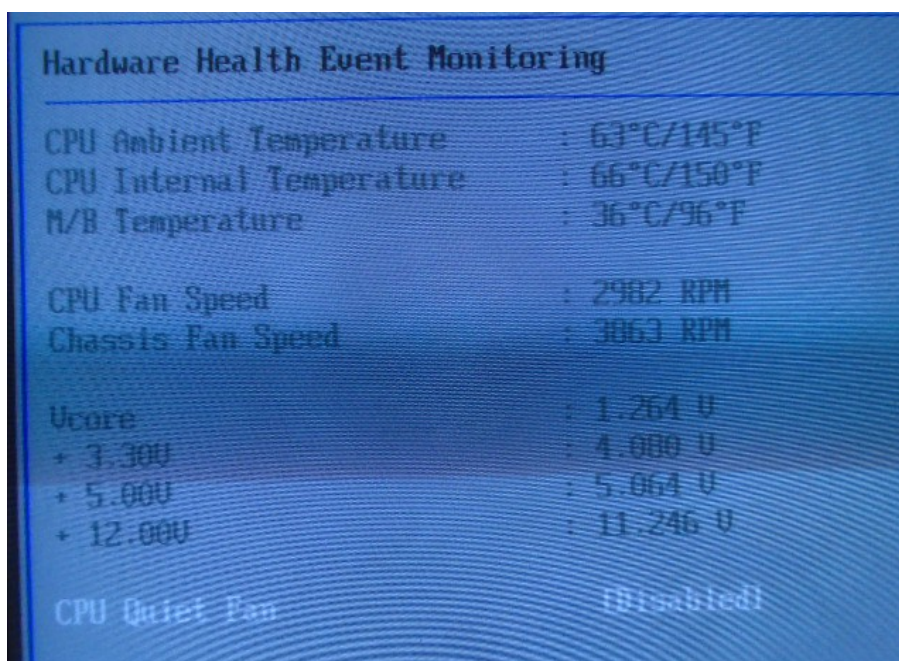 Hardware Health Event Monitoring
CPU Ambient Temperature : 63°C/145°F
CPU Internal Temperature : 66°C/150°F
M/B Temperature : 36°C/96°F
CPU Fan Speed : 2982 RPM
Chassis Fan Speed : 3063 RPM
Vcore : 1.264 V
+ 3.30V : 4.080 V
+ 5.00V : 5.064 V
+ 12.00V : 11.246 V
CPU Quiet Fan [Disabled]